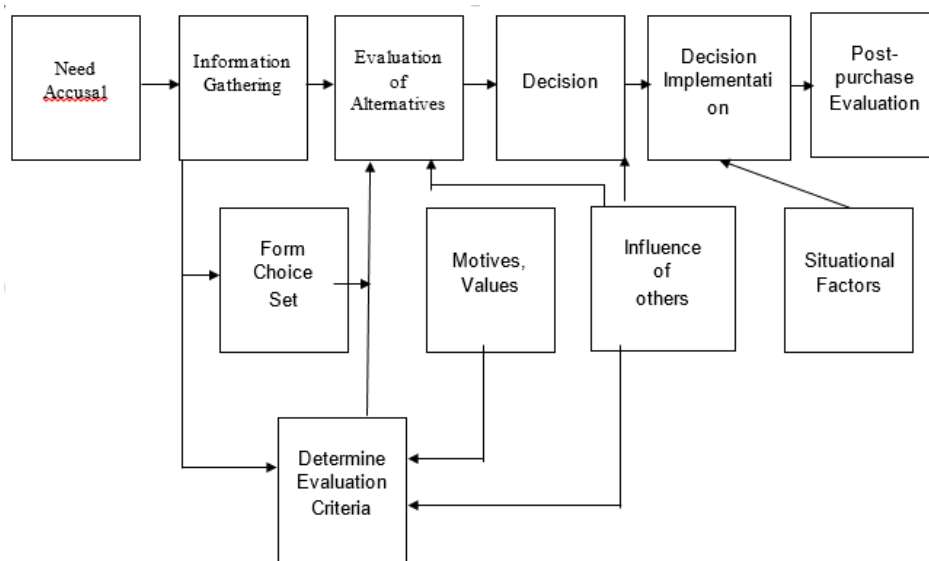 Need
Accusal
Information
Gathering
Evaluation
of
Alternatives
Decision
Decision
Implementati
on
Post-
purchase
Evaluation
Form
Choice
Set
Motives,
Values
Influence
of
others
Situational
Factors
Determine
Evaluation
Criteria